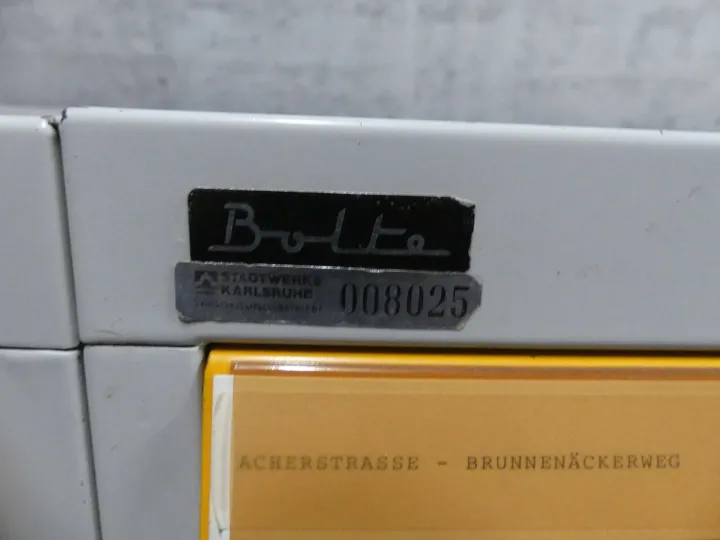 Bolte
STADTWERKE
KARLSRUHE
008025
ACHERSTRASSE - BRUNNENÄCKERWEG